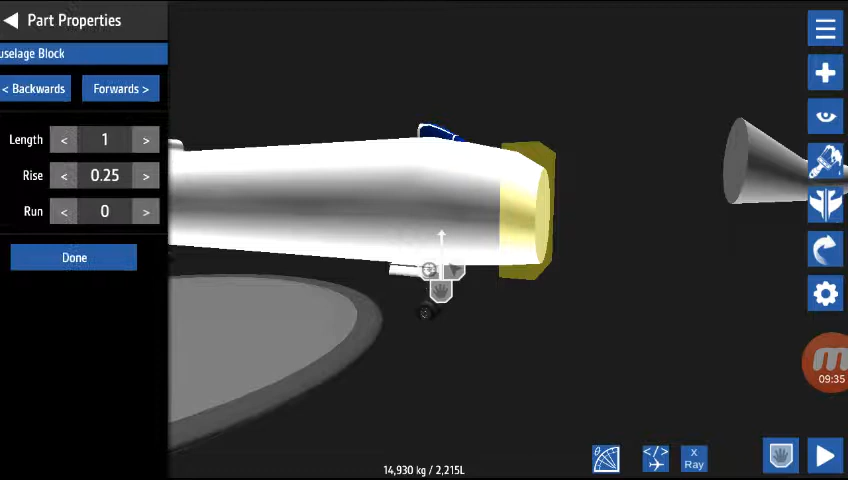 Part Properties
uselage Block
< Backwards
Forwards >
Length < 1 >
Rise < 0.25 >
Run < 0 >
Done
09:35
</>
X
Ray
14,930 kg / 2,215L